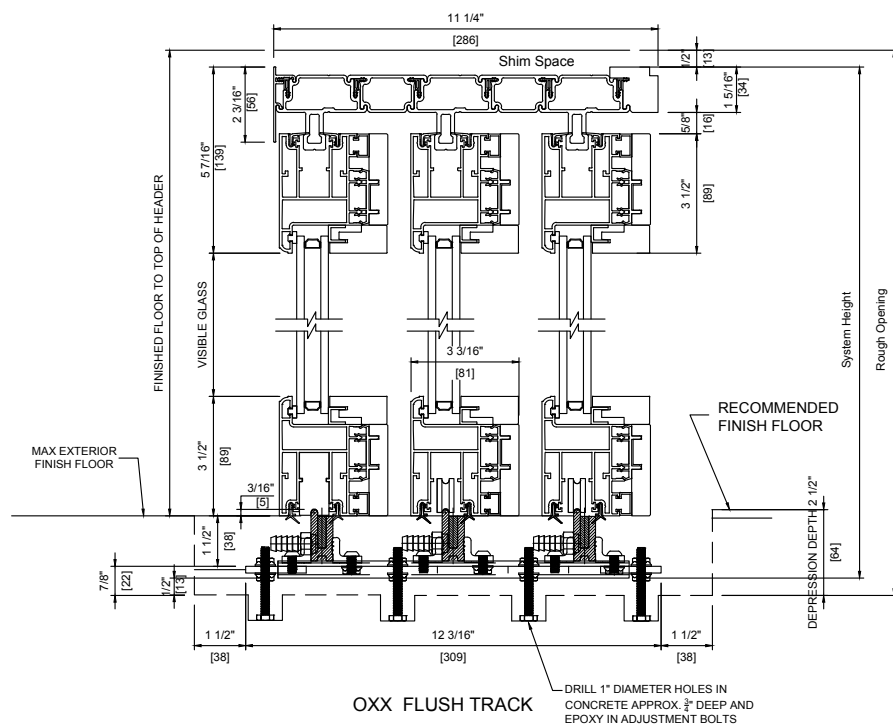 11 1/4"
[286]
Shim Space
1/2"
[13]
1 5/16"
[34]
5/8"
[16]
3 1/2"
[89]
2 3/16"
[56]
5 7/16"
[139]
FINISHED FLOOR TO TOP OF HEADER
VISIBLE GLASS
System Height
Rough Opening
3 3/16"
[81]
RECOMMENDED
FINISH FLOOR
MAX EXTERIOR
FINISH FLOOR
3 1/2"
[89]
3/16"
[5]
1 1/2"
[38]
7/8"
[22]
1/2"
[13]
DEPRESSION DEPTH 2 1/2"
[64]
1 1/2"
[38]
12 3/16"
[309]
1 1/2"
[38]
OXX FLUSH TRACK
DRILL 1" DIAMETER HOLES IN
CONCRETE APPROX. 3/4" DEEP AND
EPOXY IN ADJUSTMENT BOLTS